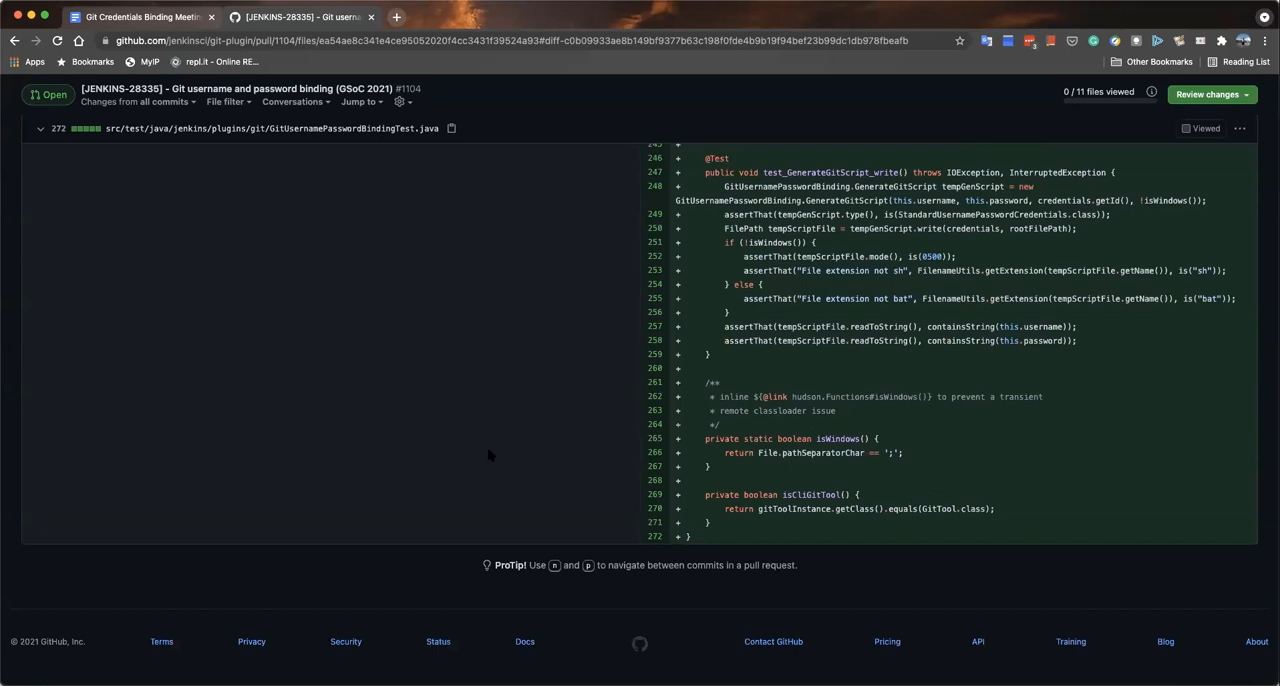 Git Credentials Binding Meetin
[JENKINS-28335] - Git userna
github.com/jenkinsci/git-plugin/pull/1104/files/ea54ae8c341e4ce95052020f4cc3431f39524a93#diff-c0b09933ae8b149bf9377b63c198f0fde4b9b19f94bef23b99dc1db978fbeafb
Apps
Bookmarks
MyIP
repl.it - Online RE...
Other Bookmarks
Reading List
Open
[JENKINS-28335] - Git username and password binding (GSoC 2021) #1104
Changes from all commits
File filter
Conversations
Jump to
0 / 11 files viewed
Review changes
272 src/test/java/jenkins/plugins/git/GitUsernamePasswordBindingTest.java
Viewed
245 +
246 + @Test
247 + public void test_GenerateGitScript_write() throws IOException, InterruptedException {
248 + GitUsernamePasswordBinding.GenerateGitScript tempGenScript = new
GitUsernamePasswordBinding.GenerateGitScript(this.username, this.password, credentials.getId(), !isWindows());
249 + assertThat(tempGenScript.type(), is(StandardUsernamePasswordCredentials.class));
250 + FilePath tempScriptFile = tempGenScript.write(credentials, rootFilePath);
251 + if (!isWindows()) {
252 + assertThat(tempScriptFile.mode(), is(0500));
253 + assertThat("File extension not sh", FilenameUtils.getExtension(tempScriptFile.getName()), is("sh"));
254 + } else {
255 + assertThat("File extension not bat", FilenameUtils.getExtension(tempScriptFile.getName()), is("bat"));
256 + }
257 + assertThat(tempScriptFile.readToString(), containsString(this.username));
258 + assertThat(tempScriptFile.readToString(), containsString(this.password));
259 + }
260 +
261 + /**
262 + * inline ${@link hudson.Functions#isWindows()} to prevent a transient
263 + * remote classloader issue
264 + */
265 + private static boolean isWindows() {
266 + return File.pathSeparatorChar == ';';
267 + }
268 +
269 + private boolean isCliGitTool() {
270 + return gitToolInstance.getClass().equals(GitTool.class);
271 + }
272 + }
ProTip! Use n and p to navigate between commits in a pull request.
© 2021 GitHub, Inc.
Terms
Privacy
Security
Status
Docs
Contact GitHub
Pricing
API
Training
Blog
About